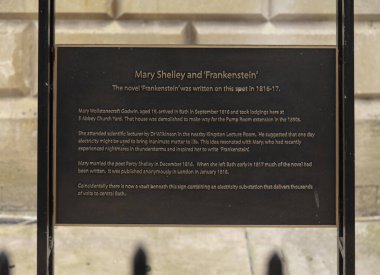 Mary Shelley and 'Frankenstein'
The novel 'Frankenstein' was written on this spot in 1816-17.
Mary Wollstonecraft Godwin, aged 19, arrived in Bath in September 1816 and took lodgings here at
5 Abbey Church Yard. That house was demolished to make way for the Pump Room extension in the 1890s.
She attended scientific lectures by Dr Wilkinson in the nearby Kingston Lecture Room. He suggested that one day
electricity might be used to bring inanimate matter to life. This idea resonated with Mary, who had recently
experienced nightmares in thunderstorms and inspired her to write 'Frankenstein'.
Mary married the poet Percy Shelley in December 1816. When she left Bath early in 1817 much of the novel had
been written. It was published anonymously in London in January 1818.
Coincidentally there is now a vault beneath this sign containing an electricity sub-station that delivers thousands
of volts to central Bath.